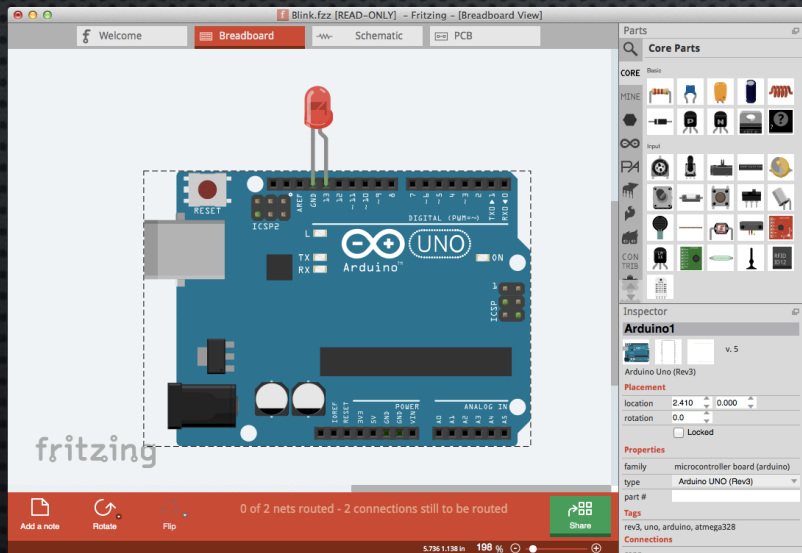 Blink.fzz [READ-ONLY] - Fritzing - [Breadboard View]
Welcome
Breadboard
Schematic
PCB
Parts
Core Parts
CORE
MINE
CON
TRIB
Basic
Input
P
N
?
RESET
ICSP2
AREF
GND
13
12
~11
~10
~9
8
7
~6
~5
4
~3
2
TX0 1
RX0 0
DIGITAL (PWM=~)
L
TX
RX
UNO
Arduino™
ON
1
ICSP
IOREF
RESET
3V3
5V
GND
GND
VIN
POWER
ANALOG IN
A0
A1
A2
A3
A4
A5
fritzing
Inspector
Arduino1
v. 5
Arduino Uno (Rev3)
Placement
location 2.410 0.000
rotation 0.0
Locked
Properties
family microcontroller board (arduino)
type Arduino UNO (Rev3)
part #
Tags
rev3, uno, arduino, atmega328
Connections
Add a note
Rotate
Flip
0 of 2 nets routed - 2 connections still to be routed
Share
5.736 1.138 in 198 %